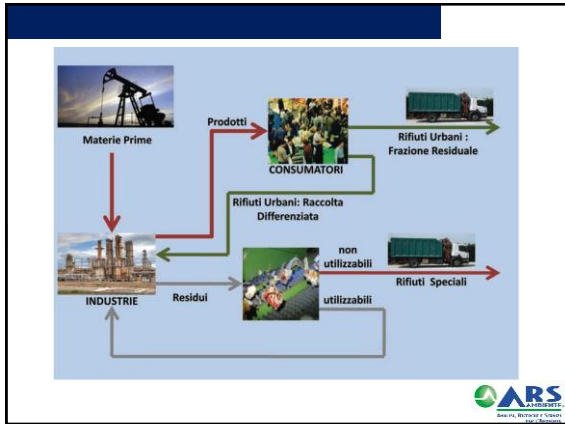 Materie Prime
Prodotti
CONSUMATORI
Rifiuti Urbani :
Frazione Residuale
Rifiuti Urbani: Raccolta
Differenziata
INDUSTRIE
Residui
non
utilizzabili
utilizzabili
Rifiuti Speciali
ARS
AMBIENTE